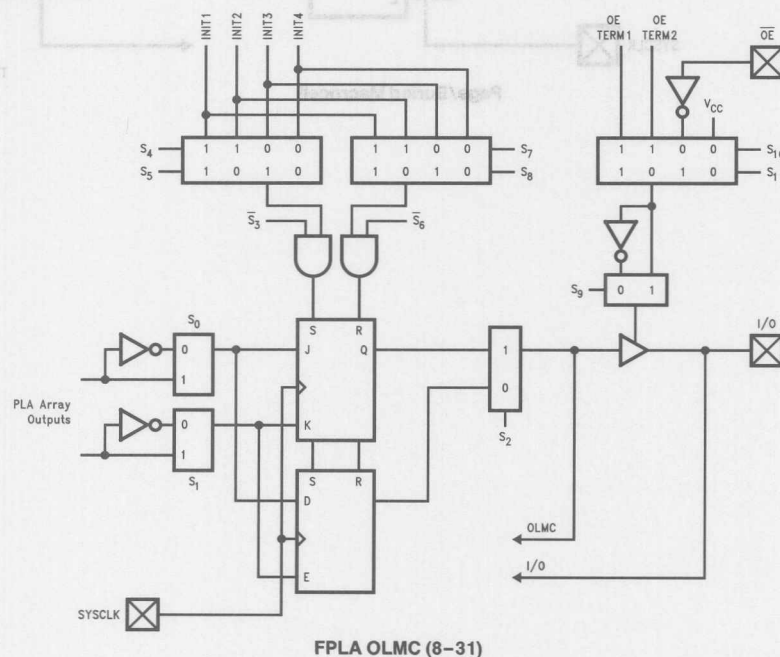 INIT1 INIT2 INIT3 INIT4
OE TERM1 OE TERM2
OE
VCC
S4 1 1 0 0 1 1 0 0 S7
S5 1 0 1 0 1 0 1 0 S8
1 1 0 0
1 0 1 0
S3 S6
S9 0 1
S R
S0
J Q
I/O
0
1
1
0
PLA Array
Outputs
0
1
K
S2
S1
S R
D
OLMC
E
I/O
SYSCLK
FPLA OLMC (8–31)